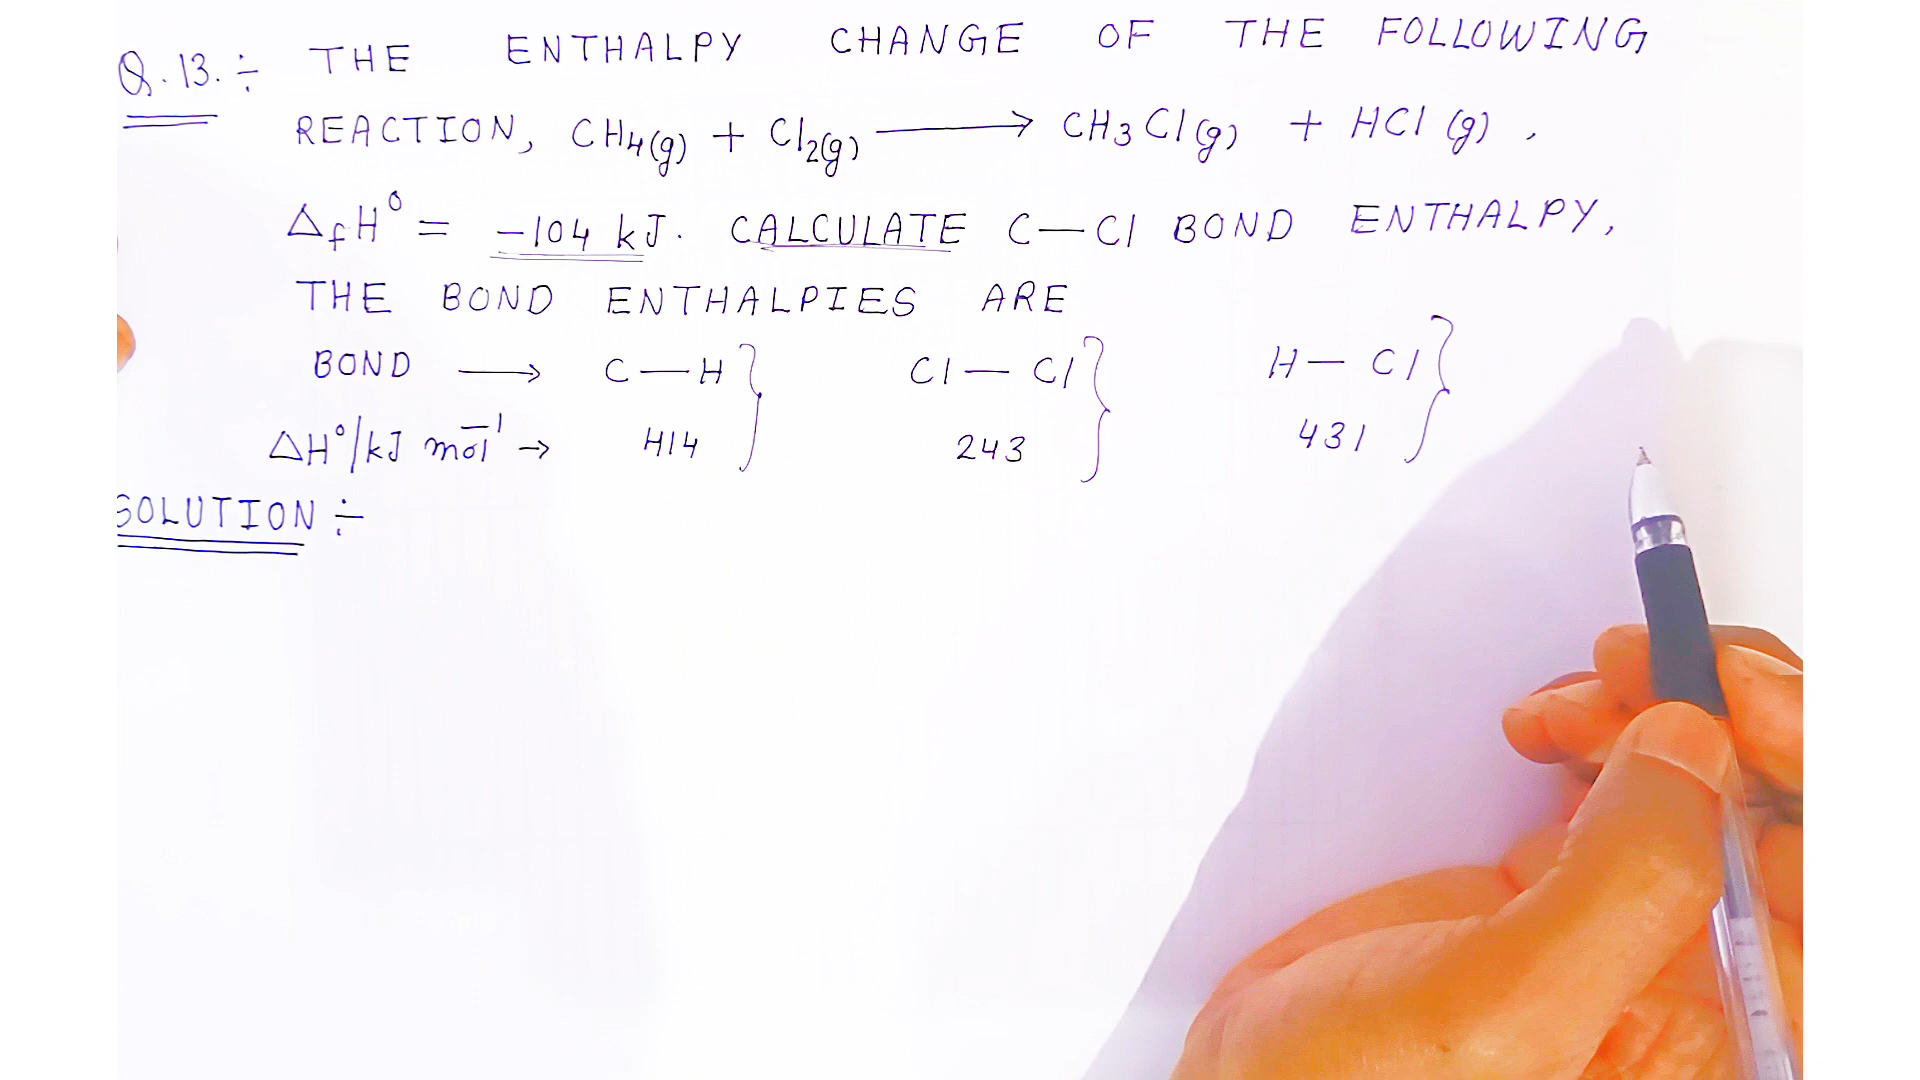 Q.13.÷ THE ENTHALPY CHANGE OF THE FOLLOWING
REACTION, CH4(g) + Cl2(g) ⟶ CH3Cl(g) + HCl (g) ,
ΔfH° = -104 kJ. CALCULATE C—Cl BOND ENTHALPY,
THE BOND ENTHALPIES ARE
BOND ⟶ C—H } Cl—Cl } H—Cl }
ΔH°/kJ mol⁻¹ → 414 243 431
SOLUTION ÷